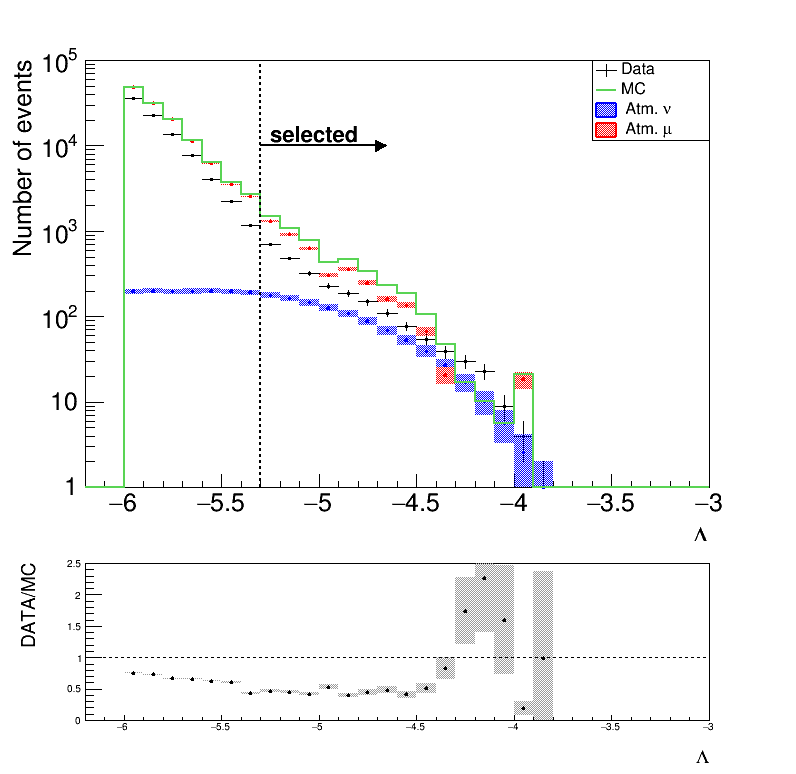 Number of events
10^5
10^4
10^3
10^2
10
1
selected
Data
MC
Atm. ν
Atm. μ
−6 −5.5 −5 −4.5 −4 −3.5 −3
Λ
DATA/MC
2.5
2
1.5
1
0.5
0
−6 −5.5 −5 −4.5 −4 −3.5 −3
Λ